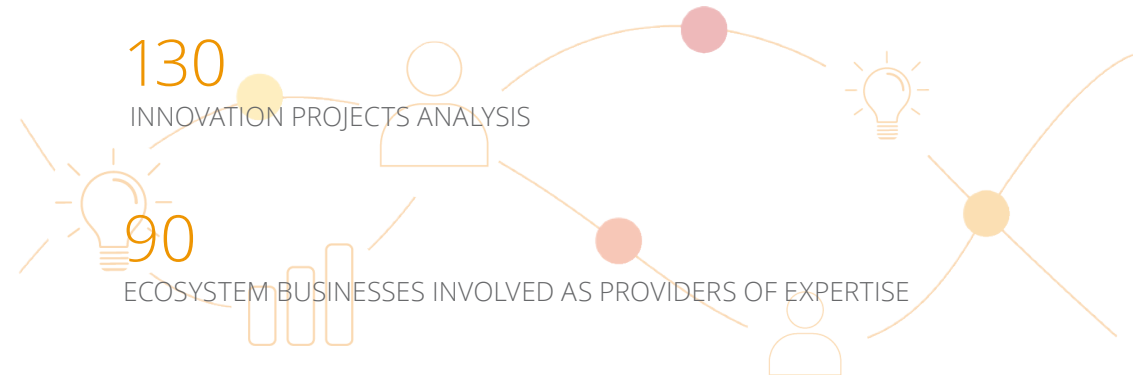 130
INNOVATION PROJECTS ANALYSIS
90
ECOSYSTEM BUSINESSES INVOLVED AS PROVIDERS OF EXPERTISE